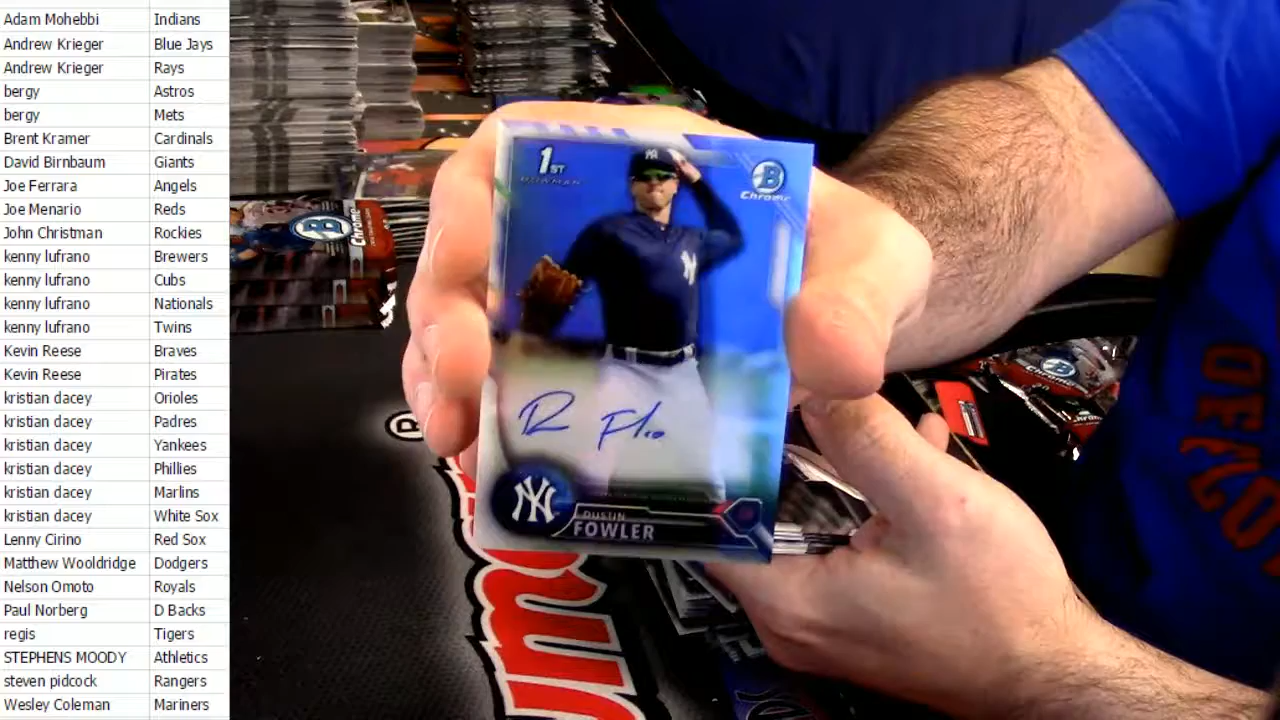 Adam Mohebbi Indians
Andrew Krieger Blue Jays
Andrew Krieger Rays
bergy Astros
bergy Mets
Brent Kramer Cardinals
David Birnbaum Giants
Joe Ferrara Angels
Joe Menario Reds
John Christman Rockies
kenny lufrano Brewers
kenny lufrano Cubs
kenny lufrano Nationals
kenny lufrano Twins
Kevin Reese Braves
Kevin Reese Pirates
kristian dacey Orioles
kristian dacey Padres
kristian dacey Yankees
kristian dacey Phillies
kristian dacey Marlins
kristian dacey White Sox
Lenny Cirino Red Sox
Matthew Wooldridge Dodgers
Nelson Omoto Royals
Paul Norberg D Backs
regis Tigers
STEPHENS MOODY Athletics
steven pidcock Rangers
Wesley Coleman Mariners
1ST
BOWMAN
B
Chrome
NY
NY
NY
DUSTIN
FOWLER
B
Chrome
B
Chrome
®